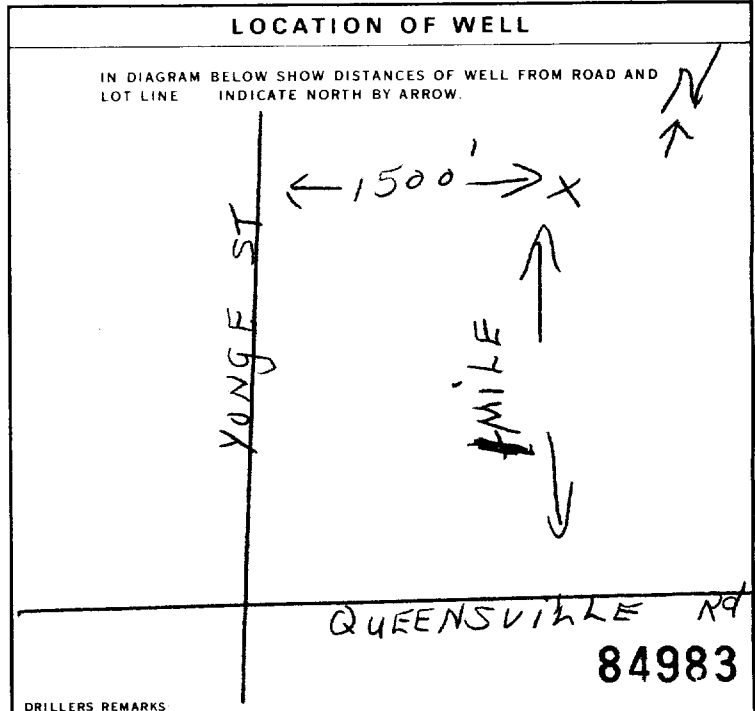 LOCATION OF WELL
IN DIAGRAM BELOW SHOW DISTANCES OF WELL FROM ROAD AND
LOT LINE INDICATE NORTH BY ARROW.
N
1500' X
YONGE ST
MILE
QUEENSVILLE Rd
84983
DRILLERS REMARKS